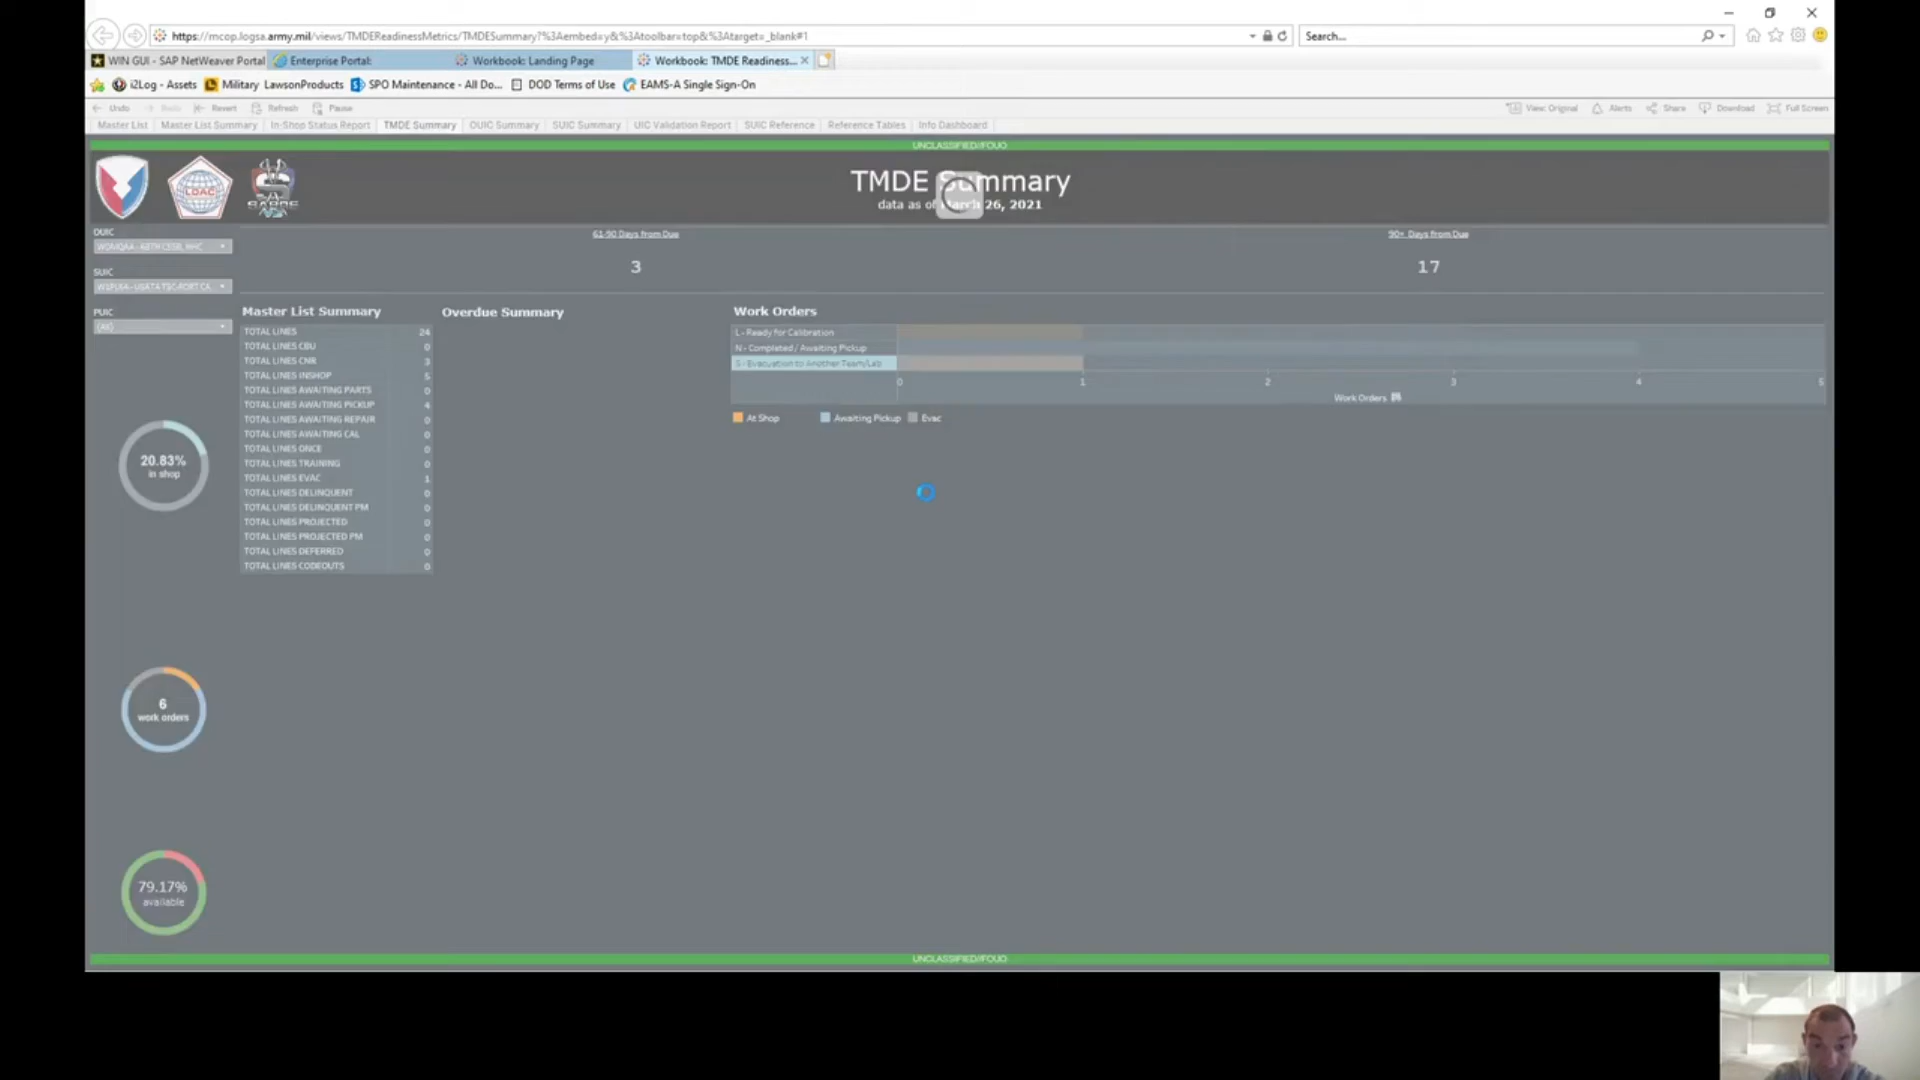 https://mcop.logsa.army.mil/views/TMDEReadinessMetrics/TMDESummary?%3Aembed=y&%3Atoolbar=top&%3Atarget=_blank#1
Search...
WIN GUI - SAP NetWeaver Portal
Enterprise Portal:
Workbook: Landing Page
Workbook: TMDE Readiness...
i2Log - Assets
Military LawsonProducts
SPO Maintenance - All Do...
DOD Terms of Use
EAMS-A Single Sign-On
Undo
Redo
Revert
Refresh
Pause
View: Original
Alerts
Share
Download
Full Screen
Master List
Master List Summary
In-Shop Status Report
TMDE Summary
OUIC Summary
SUIC Summary
UIC Validation Report
SUIC Reference
Reference Tables
Info Dashboard
UNCLASSIFIED//FOUO
LDAC
SABRE
TMDE Summary
data as of March 26, 2021
OUIC
SUIC
PUIC
(All)
61-90 Days from Due
3
90+ Days from Due
17
Master List Summary
TOTAL LINES 24
TOTAL LINES CBU 0
TOTAL LINES CNR 3
TOTAL LINES INSHOP 5
TOTAL LINES AWAITING PARTS 0
TOTAL LINES AWAITING PICKUP 4
TOTAL LINES AWAITING REPAIR 0
TOTAL LINES AWAITING CAL 0
TOTAL LINES ONCE 0
TOTAL LINES TRAINING 0
TOTAL LINES EVAC 1
TOTAL LINES DELINQUENT 0
TOTAL LINES DELINQUENT PM 0
TOTAL LINES PROJECTED 0
TOTAL LINES PROJECTED PM 0
TOTAL LINES DEFERRED 0
TOTAL LINES CODEOUTS 0
Overdue Summary
Work Orders
L - Ready for Calibration
N - Completed / Awaiting Pickup
S - Evacuation to Another Team/Lab
0 1 2 3 4 5
Work Orders
At Shop
Awaiting Pickup
Evac
20.83%
in shop
6
work orders
79.17%
available
UNCLASSIFIED//FOUO